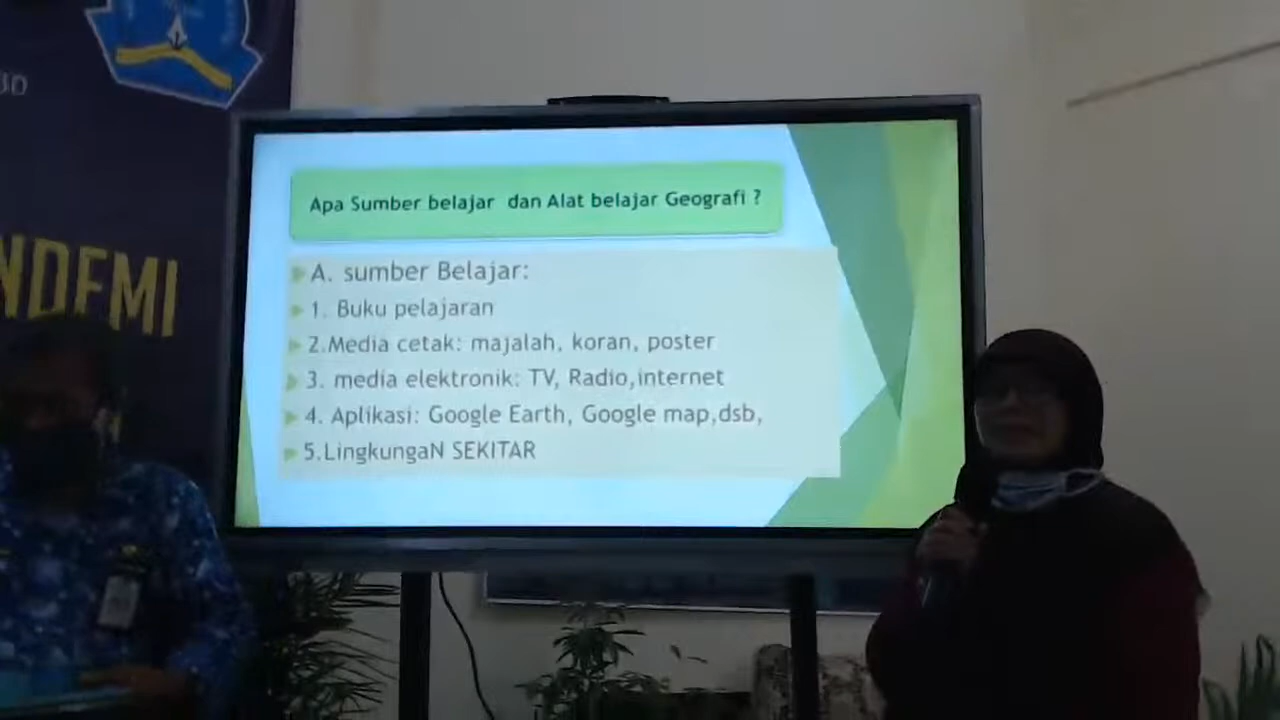 NDEMI
Apa Sumber belajar dan Alat belajar Geografi ?
A. sumber Belajar:
1. Buku pelajaran
2.Media cetak: majalah, koran, poster
3. media elektronik: TV, Radio,internet
4. Aplikasi: Google Earth, Google map,dsb,
5.LingkungaN SEKITAR